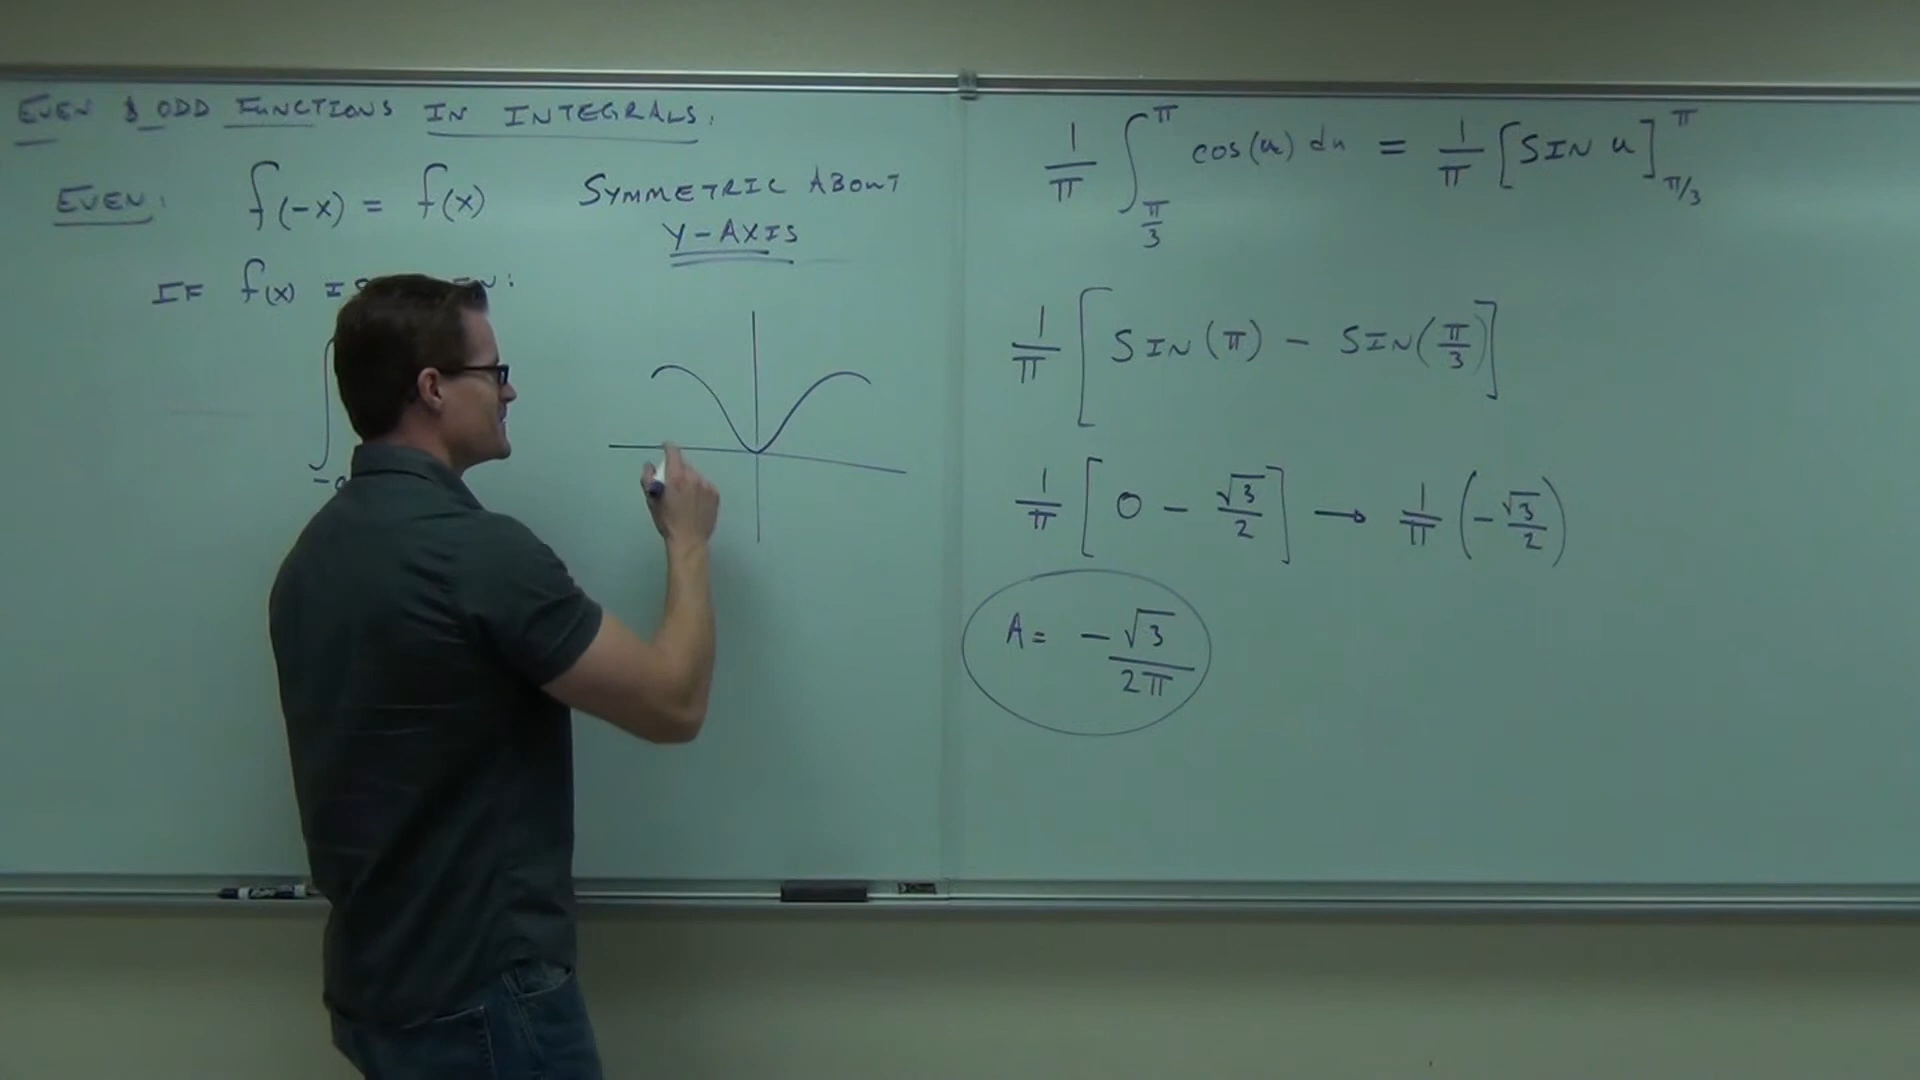 EVEN & ODD FUNCTIONS IN INTEGRALS.
EVEN: f(-x) = f(x) SYMMETRIC ABOUT
Y-AXIS
IF f(x)
∫
1/π ∫ π π/3 cos(u) du = 1/π [SIN u] π π/3
1/π [SIN(π) - SIN(π/3)]
1/π [0 - √3/2] → 1/π (-√3/2)
A = -√3/2π
EXPO